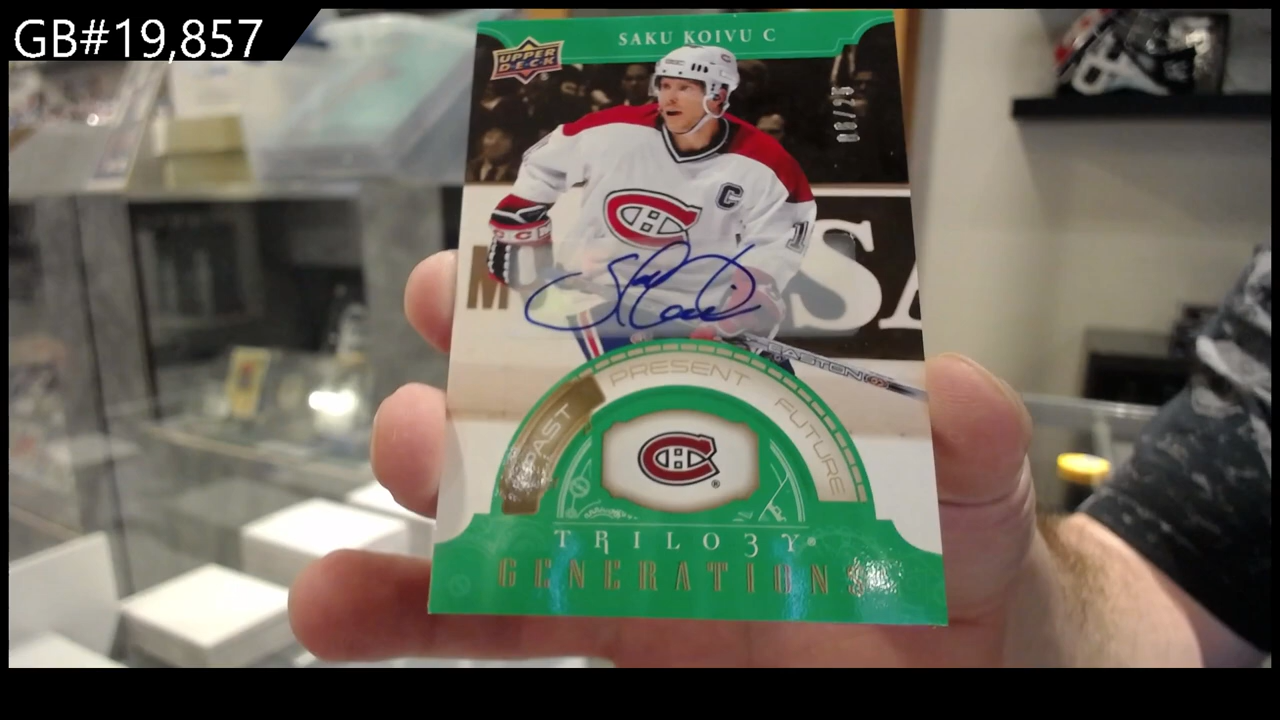 GB#19,857
SAKU KOIVU C
UPPER
DECK
C
EASTON
PAST
PRESENT
FUTURE
TRILO3Y®
GENERATIONS